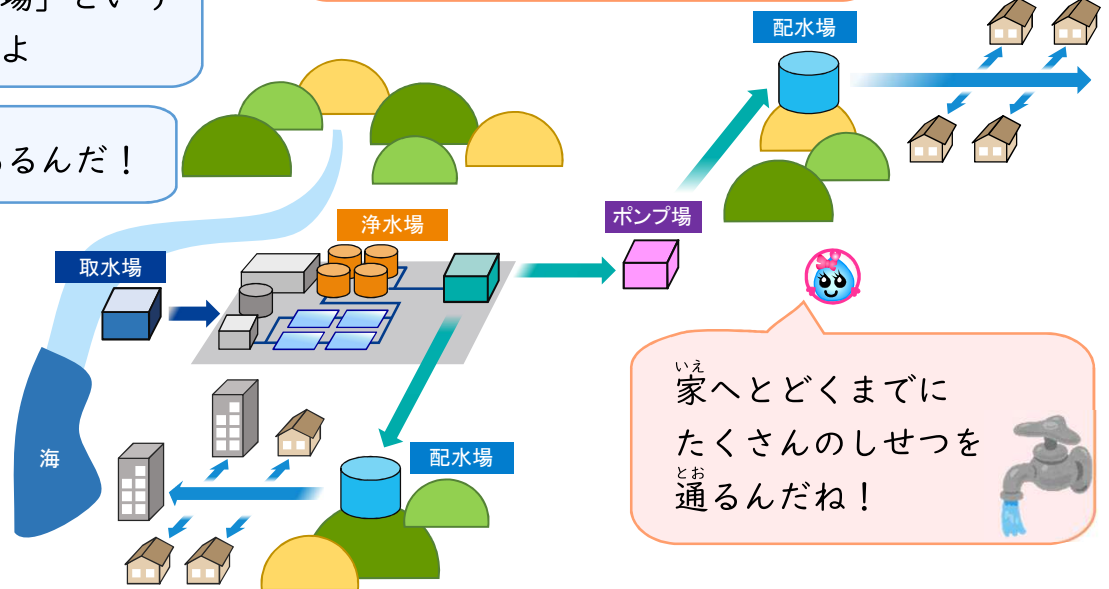 場」という
よ
るんだ！
配水場
浄水場
ポンプ場
取水場
海
配水場
いえ
家へとどくまでに
たくさんのしせつを
とお
通るんだね！